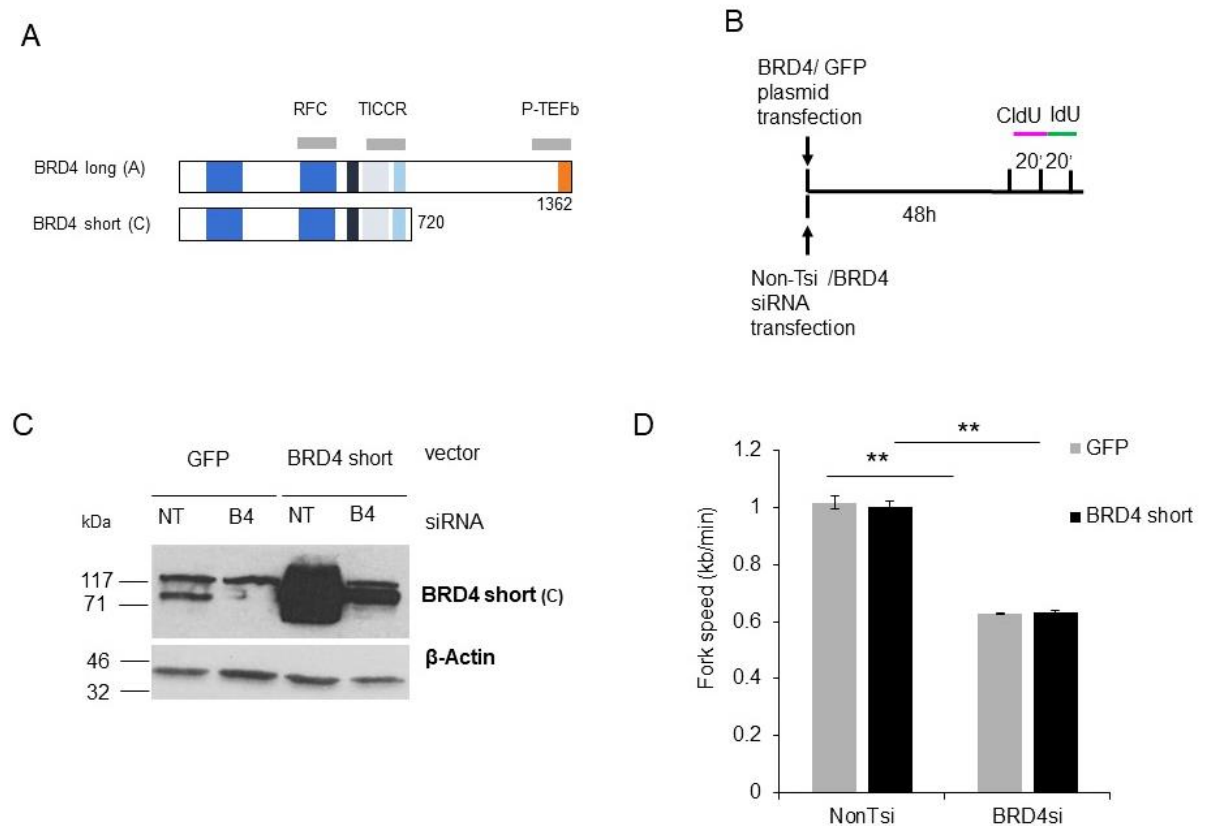 A
RFC TICCR P-TEFb
BRD4 long (A)
1362
BRD4 short (C)
720
B
BRD4/ GFP
plasmid
transfection
CldU IdU
20' 20'
48h
Non-Tsi /BRD4
siRNA
transfection
C
GFP BRD4 short vector
kDa NT B4 NT B4 siRNA
117
71
BRD4 short (C)
46
32
β-Actin
D
Fork speed (kb/min)
1.2
1
0.8
0.6
0.4
0.2
0
**
**
GFP
BRD4 short
NonTsi BRD4si